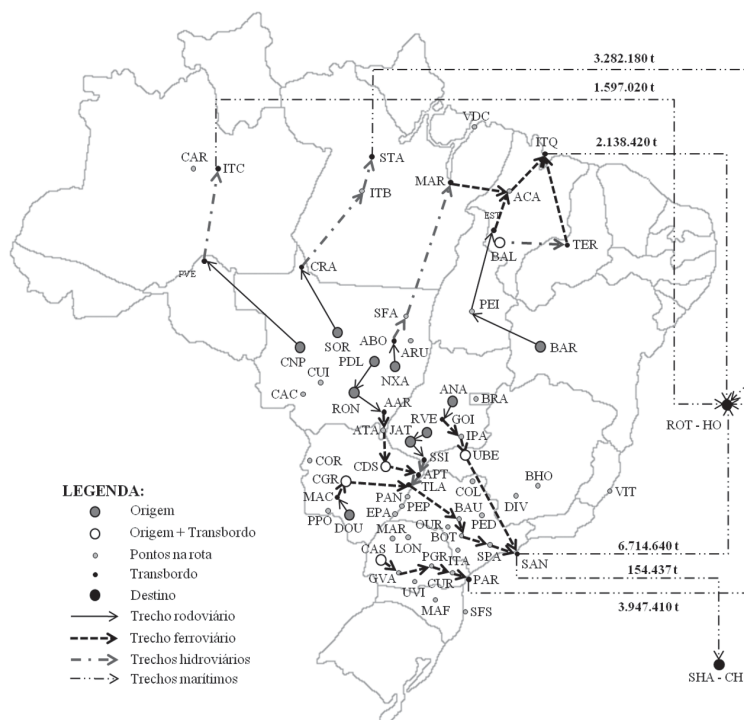 3.282.180 t
1.597.020 t
VDC
2.138.420 t
ITQ
STA
CAR
ITC
MAR
ITB
ACA
EST
BAL
TER
PVE
CRA
PEI
SFA
SOR
ABO
ARU
BAR
CNP
PDL
CUI
NXA
ANA
BRA
CAC
RON
AAR
RVE
GOI
ROT - HO
ATA
JAT
IPA
SSI
UBE
COR
CDS
APT
BHO
CGR
TLA
COL
VIT
LEGENDA:
MAC
PAN
PEP
BAU
DIV
Origem
PPO
EPA
OUR
PED
DOU
MAR
BOT
Origem + Transbordo
LON
6.714.640 t
CAS
PGR
ITA
SPA
SAN
Pontos na rota
154.437 t
GVA
CUR
PAR
Transbordo
UVI
3.947.410 t
Destino
MAF
SFS
Trecho rodoviário
Trecho ferroviário
Trechos hidroviários
SHA - CH
Trechos marítimos